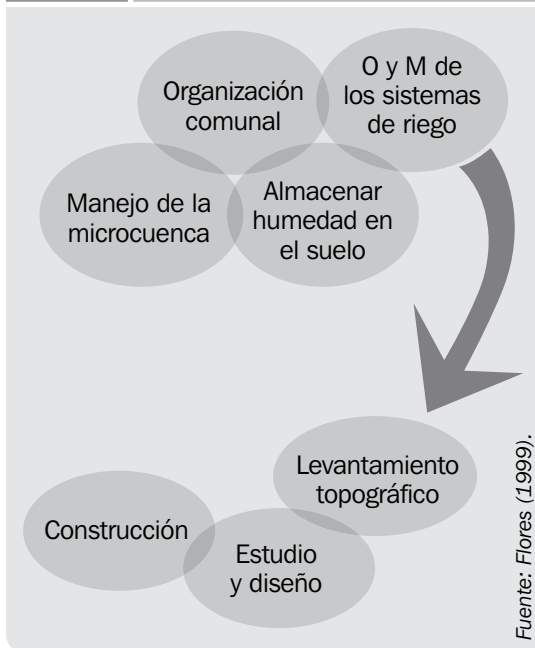 Organización
comunal
O y M de
los sistemas
de riego
Manejo de la
microcuenca
Almacenar
humedad en
el suelo
Levantamiento
topográfico
Construcción
Estudio
y diseño
Fuente: Flores (1999).